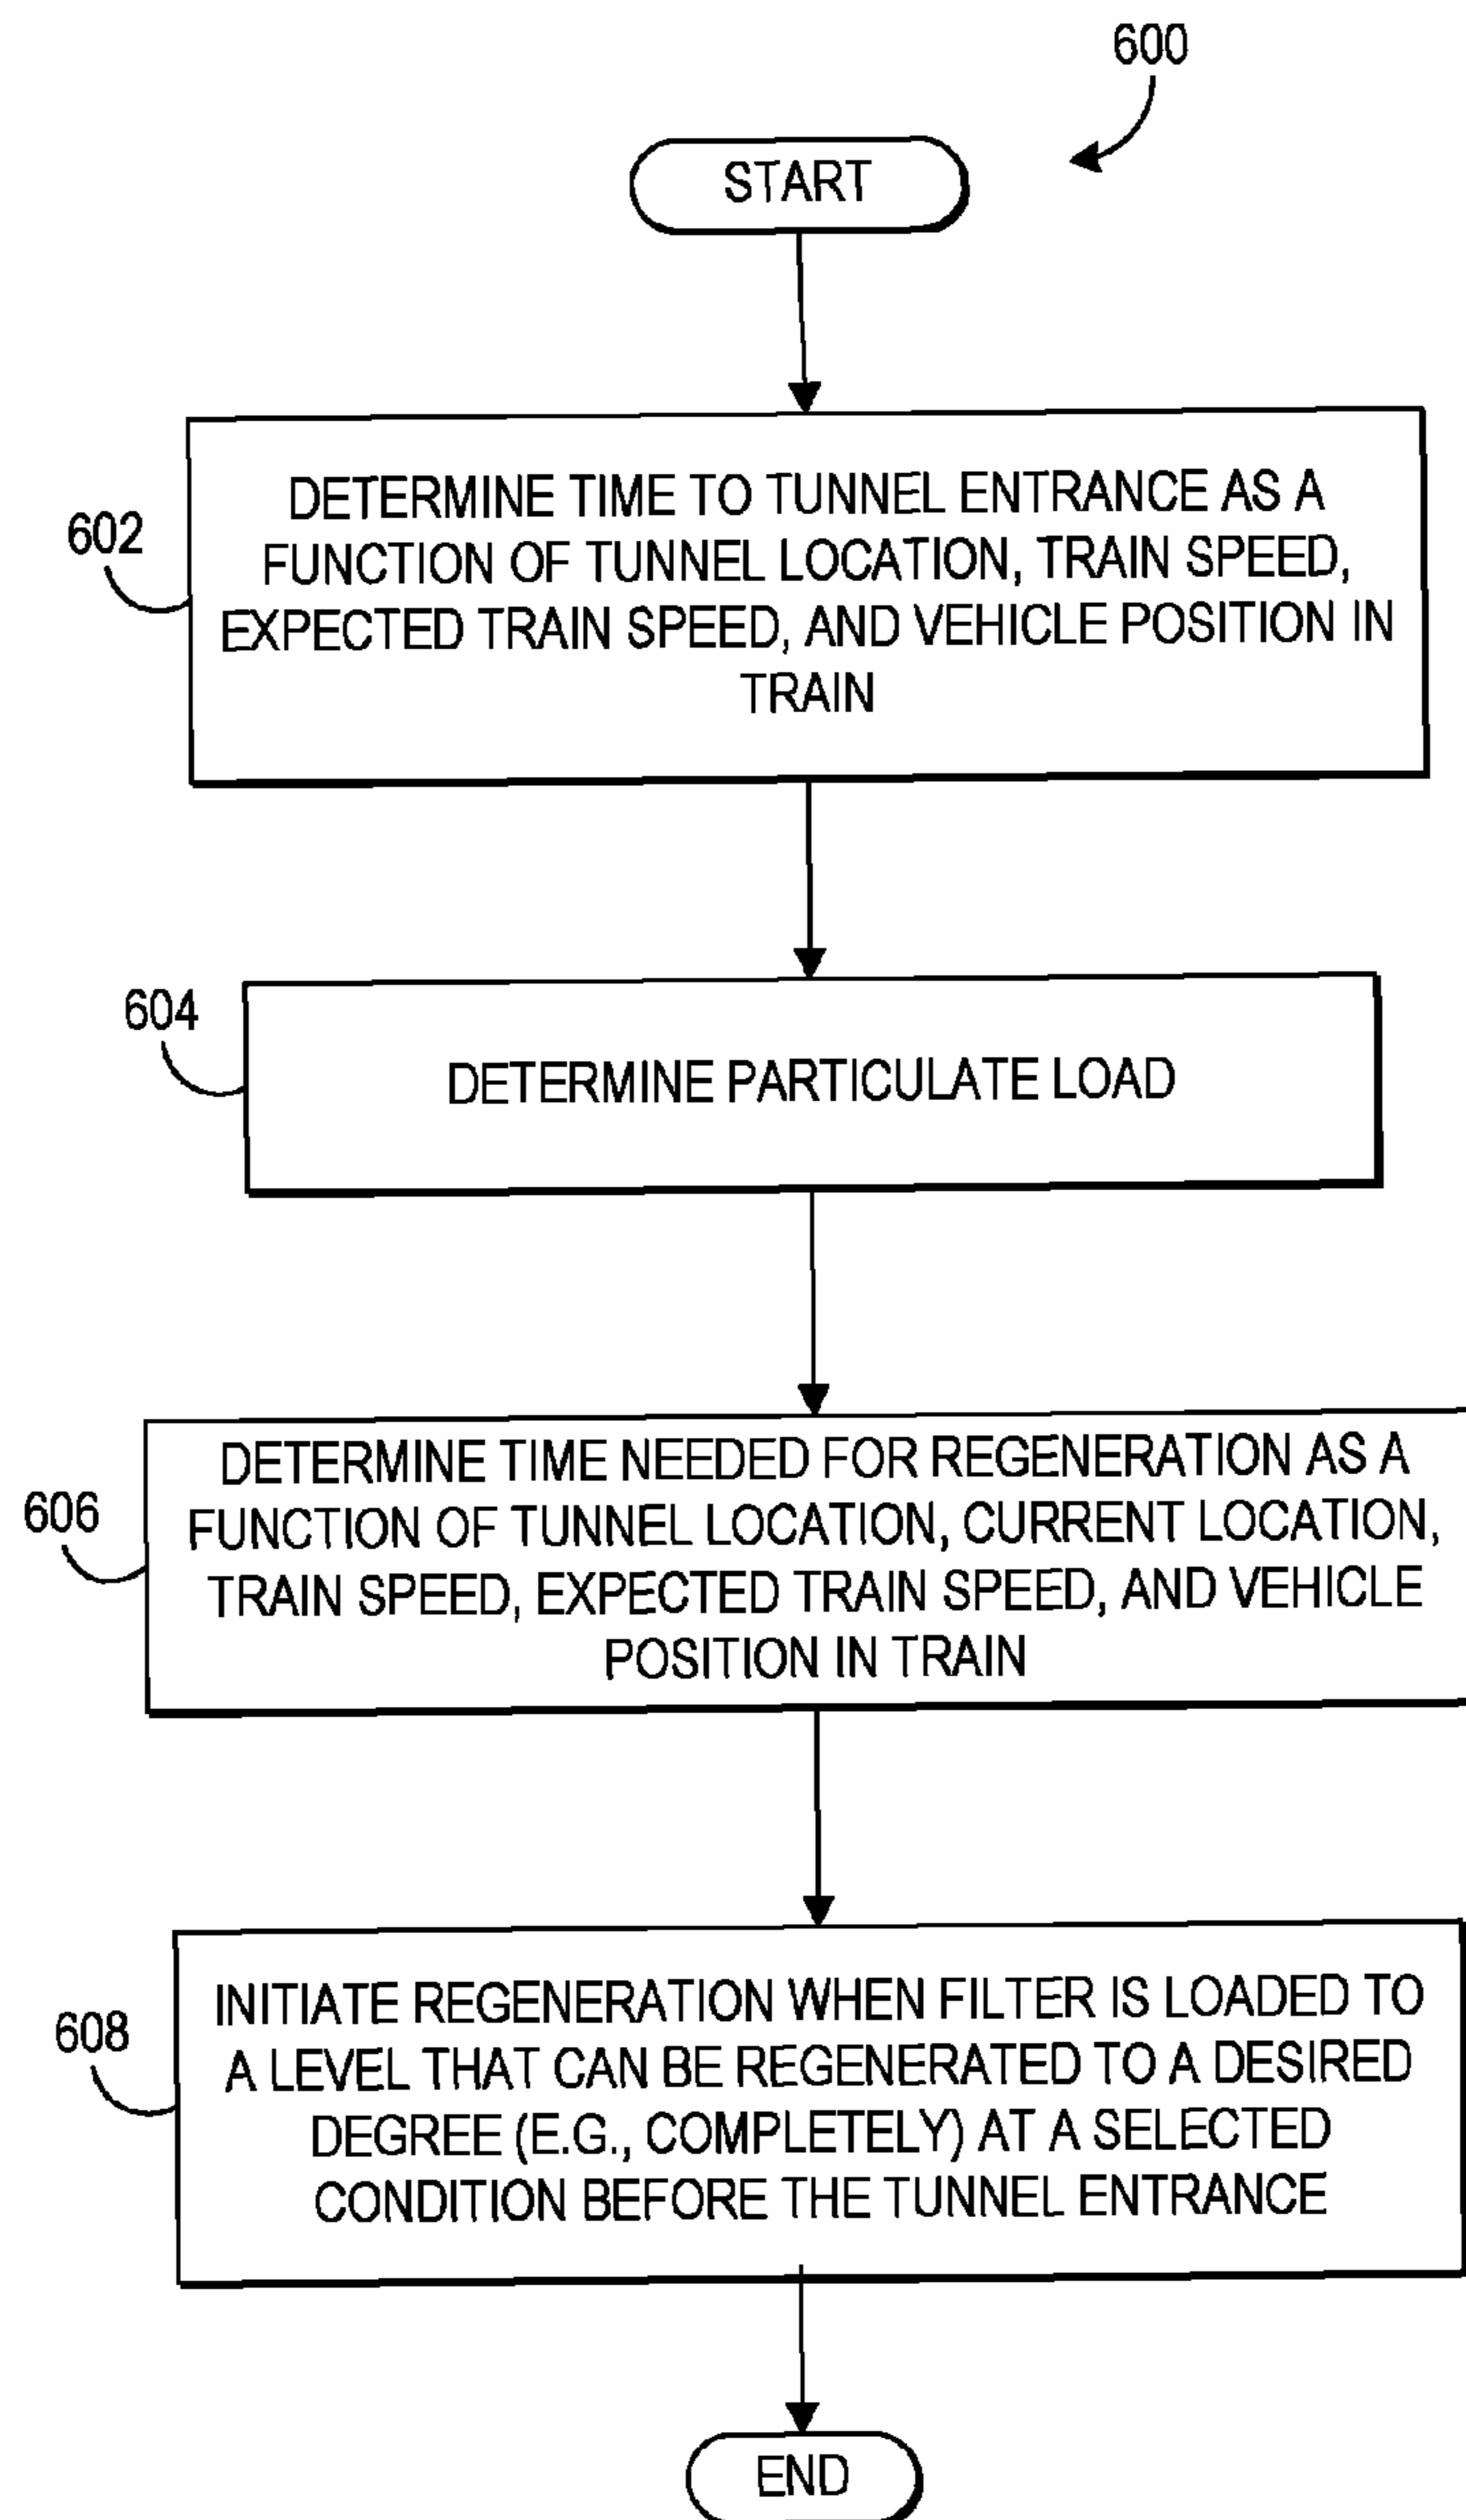 600
START
602
DETERMINE TIME TO TUNNEL ENTRANCE AS A
FUNCTION OF TUNNEL LOCATION, TRAIN SPEED,
EXPECTED TRAIN SPEED, AND VEHICLE POSITION IN
TRAIN
604
DETERMINE PARTICULATE LOAD
606
DETERMINE TIME NEEDED FOR REGENERATION AS A
FUNCTION OF TUNNEL LOCATION, CURRENT LOCATION,
TRAIN SPEED, EXPECTED TRAIN SPEED, AND VEHICLE
POSITION IN TRAIN
608
INITIATE REGENERATION WHEN FILTER IS LOADED TO
A LEVEL THAT CAN BE REGENERATED TO A DESIRED
DEGREE (E.G., COMPLETELY) AT A SELECTED
CONDITION BEFORE THE TUNNEL ENTRANCE
END